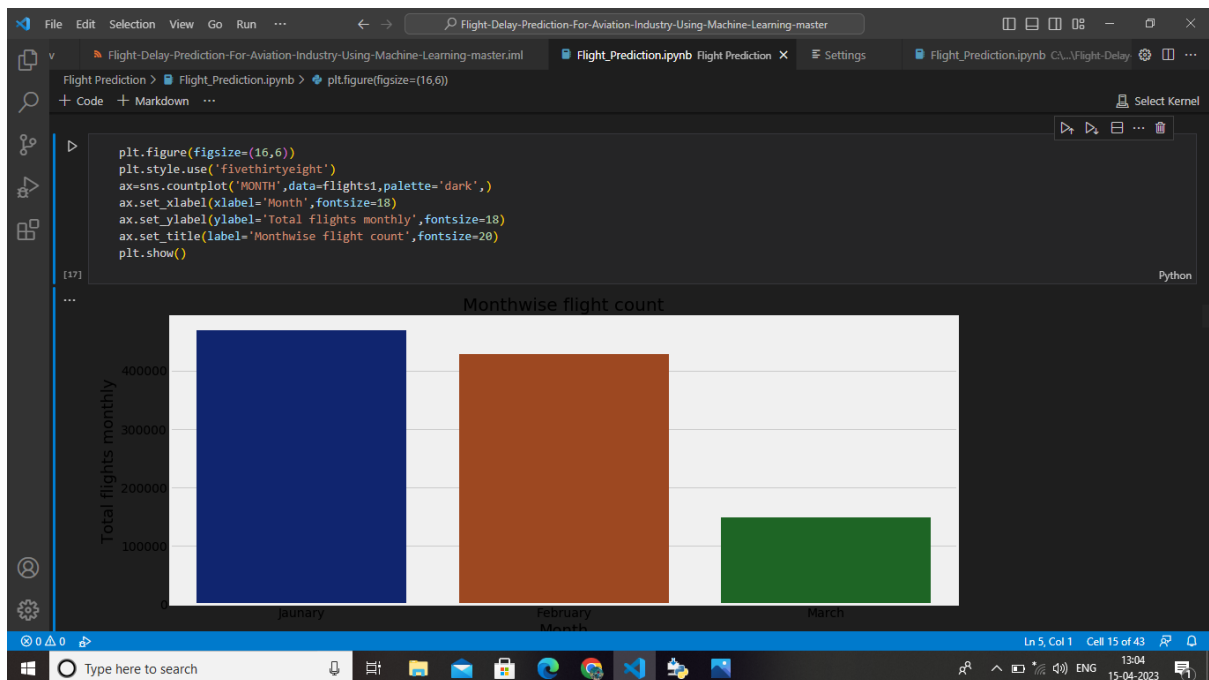 File Edit Selection View Go Run ··· ← → Flight-Delay-Prediction-For-Aviation-Industry-Using-Machine-Learning-master
v Flight-Delay-Prediction-For-Aviation-Industry-Using-Machine-Learning-master.iml Flight_Prediction.ipynb Flight Prediction Settings Flight_Prediction.ipynb C:\...\Flight-Delay- ···
Flight Prediction > Flight_Prediction.ipynb > plt.figure(figsize=(16,6))
+ Code + Markdown ··· Select Kernel
plt.figure(figsize=(16,6))
plt.style.use('fivethirtyeight')
ax=sns.countplot('MONTH',data=flights1,palette='dark',)
ax.set_xlabel(xlabel='Month',fontsize=18)
ax.set_ylabel(ylabel='Total flights monthly',fontsize=18)
ax.set_title(label='Monthwise flight count',fontsize=20)
plt.show()
[17] Python
···
Monthwise flight count
Total flights monthly
400000
300000
200000
100000
0
Jaunary February March
Month
0 0 Ln 5, Col 1 Cell 15 of 43
Type here to search ENG 13:04
15-04-2023 1